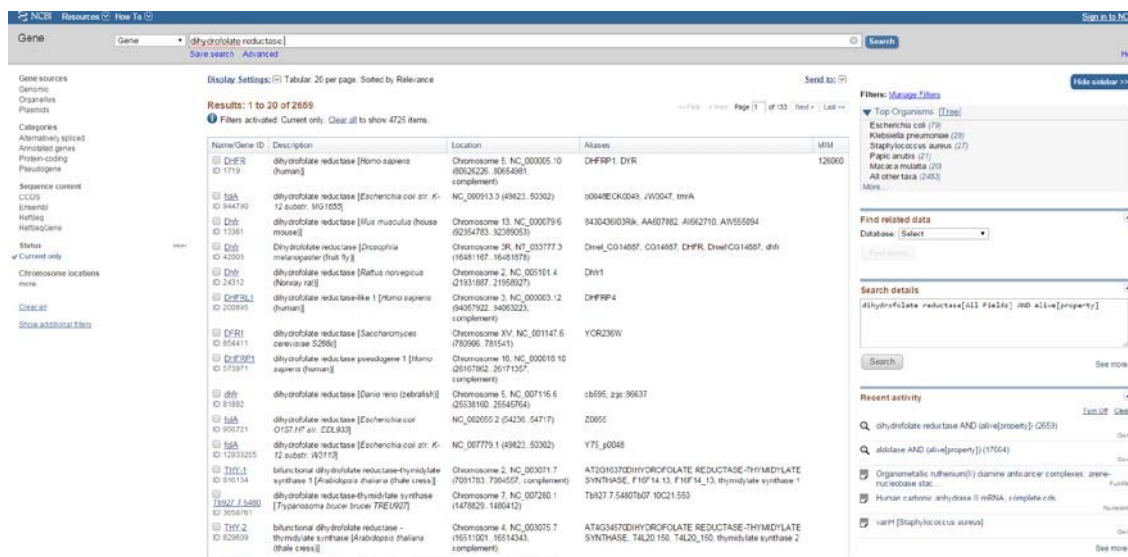 NCBI Resources How To Sign in to NC
Gene Gene dihydrofolate reductase Search
Save search Advanced
Gene sources
Genomic
Organelles
Plasmids
Categories
Alternatively spliced
Annotated genes
Protein-coding
Pseudogene
Sequence content
CCDS
Ensembl
RefSeq
RefSeqGene
Status
Current only
Chromosome locations
more
Clear all
Show additional filters
Display Settings: Tabular, 20 per page, Sorted by Relevance Send to:
Results: 1 to 20 of 2659
Page 1 of 133 Next > Last >>
Filters activated: Current only. Clear all to show 4725 items.
Name/Gene ID Description Location Aliases MIM
DHFR dihydrofolate reductase [Homo sapiens Chromosome 5, NC_000005.10 DHFRP1, DYR 126060
ID: 1719 (human)] (80626226..80654981,
complement)
folA dihydrofolate reductase [Escherichia coli str. K- NC_000913.3 (49823..50302) b0048ECK0049, JW0047, tmrA
ID: 944790 12 substr. MG1655]
Dhfr dihydrofolate reductase [Mus musculus (house Chromosome 13, NC_000079.6 8430436I03Rik, AA607882, AI662710, AW555094
ID: 13361 mouse)] (92354783..92389053)
Dhfr Dihydrofolate reductase [Drosophila Chromosome 3R, NT_033777.3 Dmel_CG14887, CG14887, DHFR, DmelCG14887, dhfr
ID: 42003 melanogaster (fruit fly)] (16481167..16481878)
Dhfr dihydrofolate reductase [Rattus norvegicus Chromosome 2, NC_005101.4 Dhfr1
ID: 24312 (Norway rat)] (21931887..21958927)
DHFRL1 dihydrofolate reductase-like 1 [Homo sapiens Chromosome 3, NC_000003.12 DHFRP4
ID: 200895 (human)] (94057922..94063223,
complement)
DFR1 dihydrofolate reductase [Saccharomyces Chromosome XV, NC_001147.6 YOR236W
ID: 854411 cerevisiae S288c] (780906..781541)
DHFRP1 dihydrofolate reductase pseudogene 1 [Homo Chromosome 18, NC_000018.10
ID: 573971 sapiens (human)] (26167862..26171357,
complement)
dhfr dihydrofolate reductase [Danio rerio (zebrafish)] Chromosome 5, NC_007116.6 cb595, zgc:86637
ID: 81882 (25538160..25545764)
folA dihydrofolate reductase [Escherichia coli NC_002655.2 (54236..54717) Z0055
ID: 956721 O157:H7 str. EDL933]
folA dihydrofolate reductase [Escherichia coli str. K- NC_007779.1 (49823..50302) Y75_p0048
ID: 12933205 12 substr. W3110]
THY-1 bifunctional dihydrofolate reductase-thymidylate Chromosome 2, NC_003071.7 AT2G16370DIHYDROFOLATE REDUCTASE-THYMIDYLATE
ID: 816134 synthase 1 [Arabidopsis thaliana (thale cress)] (7081783..7084557, complement) SYNTHASE, F16F14.13, F16F14_13, thymidylate synthase 1
Tb927.7.5480 dihydrofolate reductase-thymidylate synthase Chromosome 7, NC_007280.1 Tb927.7.5480Tb07.10C21.550
ID: 3658761 [Trypanosoma brucei brucei TREU927] (1478829..1480412)
THY-2 bifunctional dihydrofolate reductase - Chromosome 4, NC_003075.7 AT4G34570DIHYDROFOLATE REDUCTASE-THYMIDYLATE
ID: 829609 thymidylate synthase [Arabidopsis thaliana (16511001..16514343, SYNTHASE, T4L20.150, T4L20_150, thymidylate synthase 2
(thale cress)] complement)
Hide sidebar >>
Filters: Manage Filters
Top Organisms [Tree]
Escherichia coli (79)
Klebsiella pneumoniae (29)
Staphylococcus aureus (27)
Papio anubis (21)
Macaca mulatta (20)
All other taxa (2483)
More...
Find related data
Database: Select
Find items
Search details
dihydrofolate reductase[All Fields] AND alive[property]
Search See more
Recent activity
Turn Off Clea
dihydrofolate reductase AND (alive[property]) (2659)
aldolase AND (alive[property]) (17004)
Organometallic ruthenium(II) diamine anticancer complexes: arene-
nucleobase stac...
Human carbonic anhydrase II mRNA, complete cds
vanH [Staphylococcus aureus]
See more